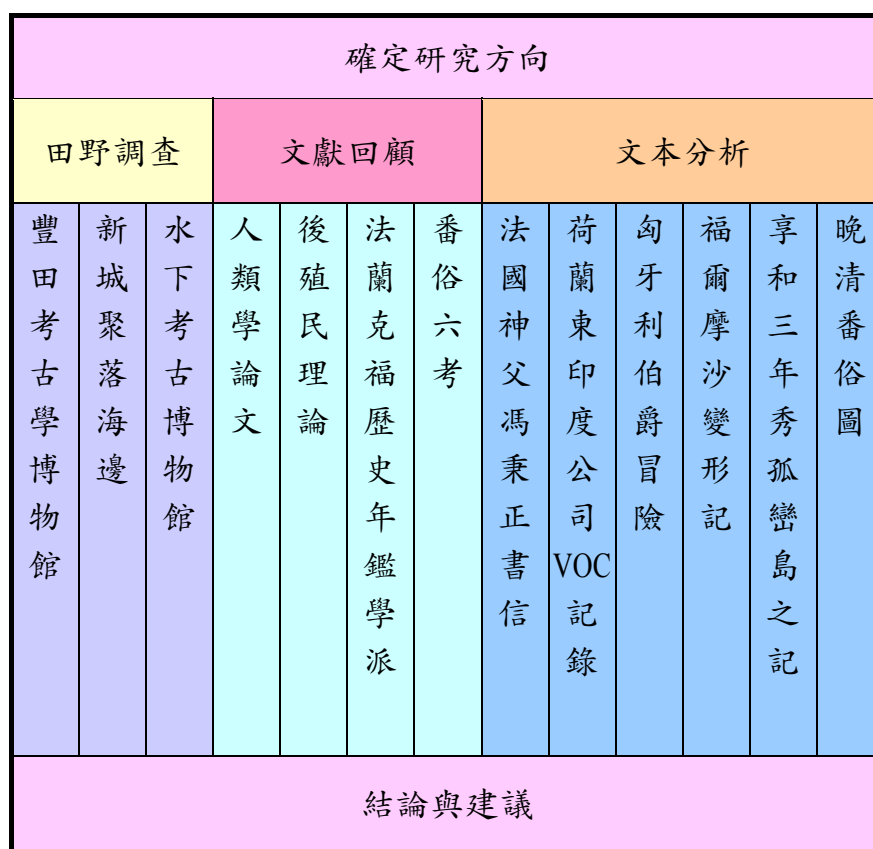 確定研究方向
田野調查
文獻回顧
文本分析
豐田考古學博物館
新城聚落海邊
水下考古博物館
人類學論文
後殖民理論
法蘭克福歷史年鑑學派
番俗六考
法國神父馮秉正書信
荷蘭東印度公司VOC記錄
匈牙利伯爵冒險
福爾摩沙變形記
享和三年秀孤巒島之記
晚清番俗圖
結論與建議